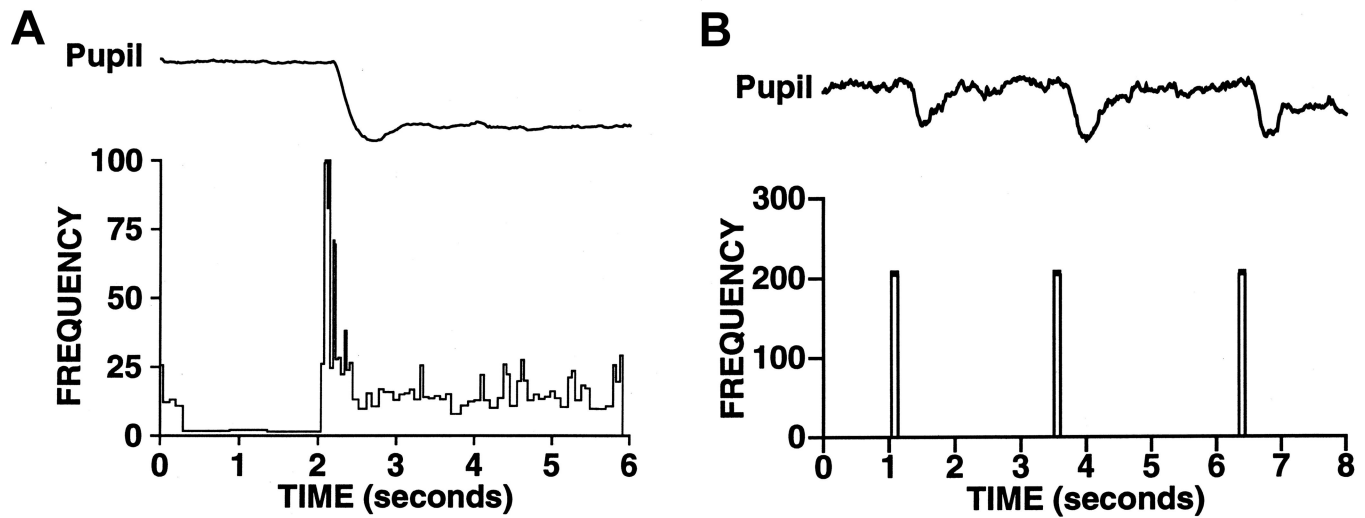 A
Pupil
100
75
50
25
0
FREQUENCY
0 1 2 3 4 5 6
TIME (seconds)
B
Pupil
300
200
100
0
FREQUENCY
0 1 2 3 4 5 6 7 8
TIME (seconds)